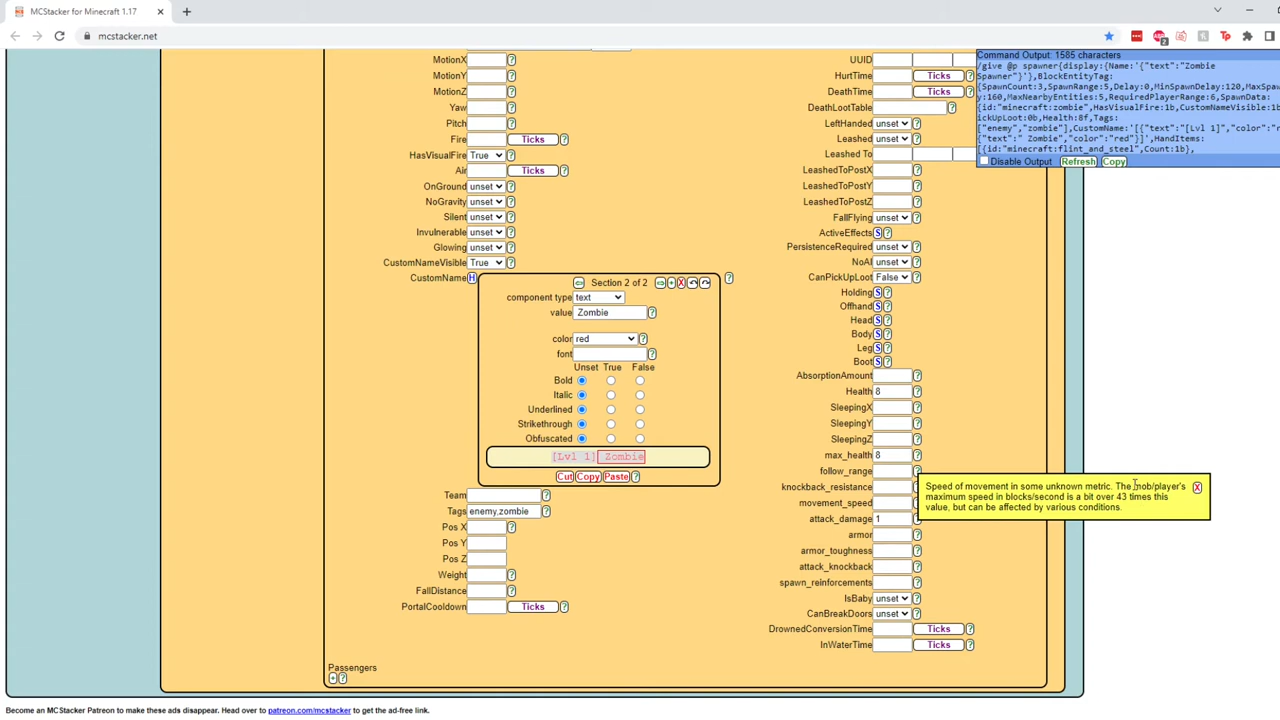 MCStacker for Minecraft 1.17
mcstacker.net
Command Output: 1585 characters
/give @p spawner{display:{Name:'{"text":"Zombie
Spawner"}'},BlockEntityTag:
{SpawnCount:3,SpawnRange:5,Delay:0,MinSpawnDelay:120,MaxSpaw
y:160,MaxNearbyEntities:5,RequiredPlayerRange:6,SpawnData:
{id:"minecraft:zombie",HasVisualFire:1b,CustomNameVisible:1b
ickUpLoot:0b,Health:8f,Tags:
["enemy","zombie"],CustomName:'[{"text":"[Lvl 1]","color":"r
{"text":" Zombie","color":"red"}]',HandItems:
[{id:"minecraft:flint_and_steel",Count:1b},
Disable Output Refresh Copy
MotionX ?
MotionY ?
MotionZ ?
Yaw ?
Pitch ?
Fire Ticks ?
HasVisualFire True ?
Air Ticks ?
OnGround unset ?
NoGravity unset ?
Silent unset ?
Invulnerable unset ?
Glowing unset ?
CustomNameVisible True ?
CustomName H
Section 2 of 2 + X
?
component type text
value Zombie ?
color red ?
font ?
Unset True False
Bold
Italic
Underlined
Strikethrough
Obfuscated
[Lvl 1] Zombie
Cut Copy Paste ?
Team ?
Tags enemy,zombie ?
Pos X ?
Pos Y
Pos Z
Weight ?
FallDistance ?
PortalCooldown Ticks ?
UUID
HurtTime Ticks ?
DeathTime Ticks ?
DeathLootTable ?
LeftHanded unset ?
Leashed unset ?
Leashed To
LeashedToPostX ?
LeashedToPostY ?
LeashedToPostZ ?
FallFlying unset ?
ActiveEffects S ?
PersistenceRequired unset ?
NoAI unset ?
CanPickUpLoot False ?
Holding S ?
Offhand S ?
Head S ?
Body S ?
Leg S ?
Boot S ?
AbsorptionAmount ?
Health 8 ?
SleepingX ?
SleepingY ?
SleepingZ ?
max_health 8 ?
follow_range ?
knockback_resistance
movement_speed
attack_damage 1
Speed of movement in some unknown metric. The mob/player's
maximum speed in blocks/second is a bit over 43 times this
value, but can be affected by various conditions.
X
armor ?
armor_toughness ?
attack_knockback ?
spawn_reinforcements ?
IsBaby unset ?
CanBreakDoors unset ?
DrownedConversionTime Ticks ?
InWaterTime Ticks ?
Passengers
+ ?
Become an MCStacker Patreon to make these ads disappear. Head over to patreon.com/mcstacker to get the ad-free link.